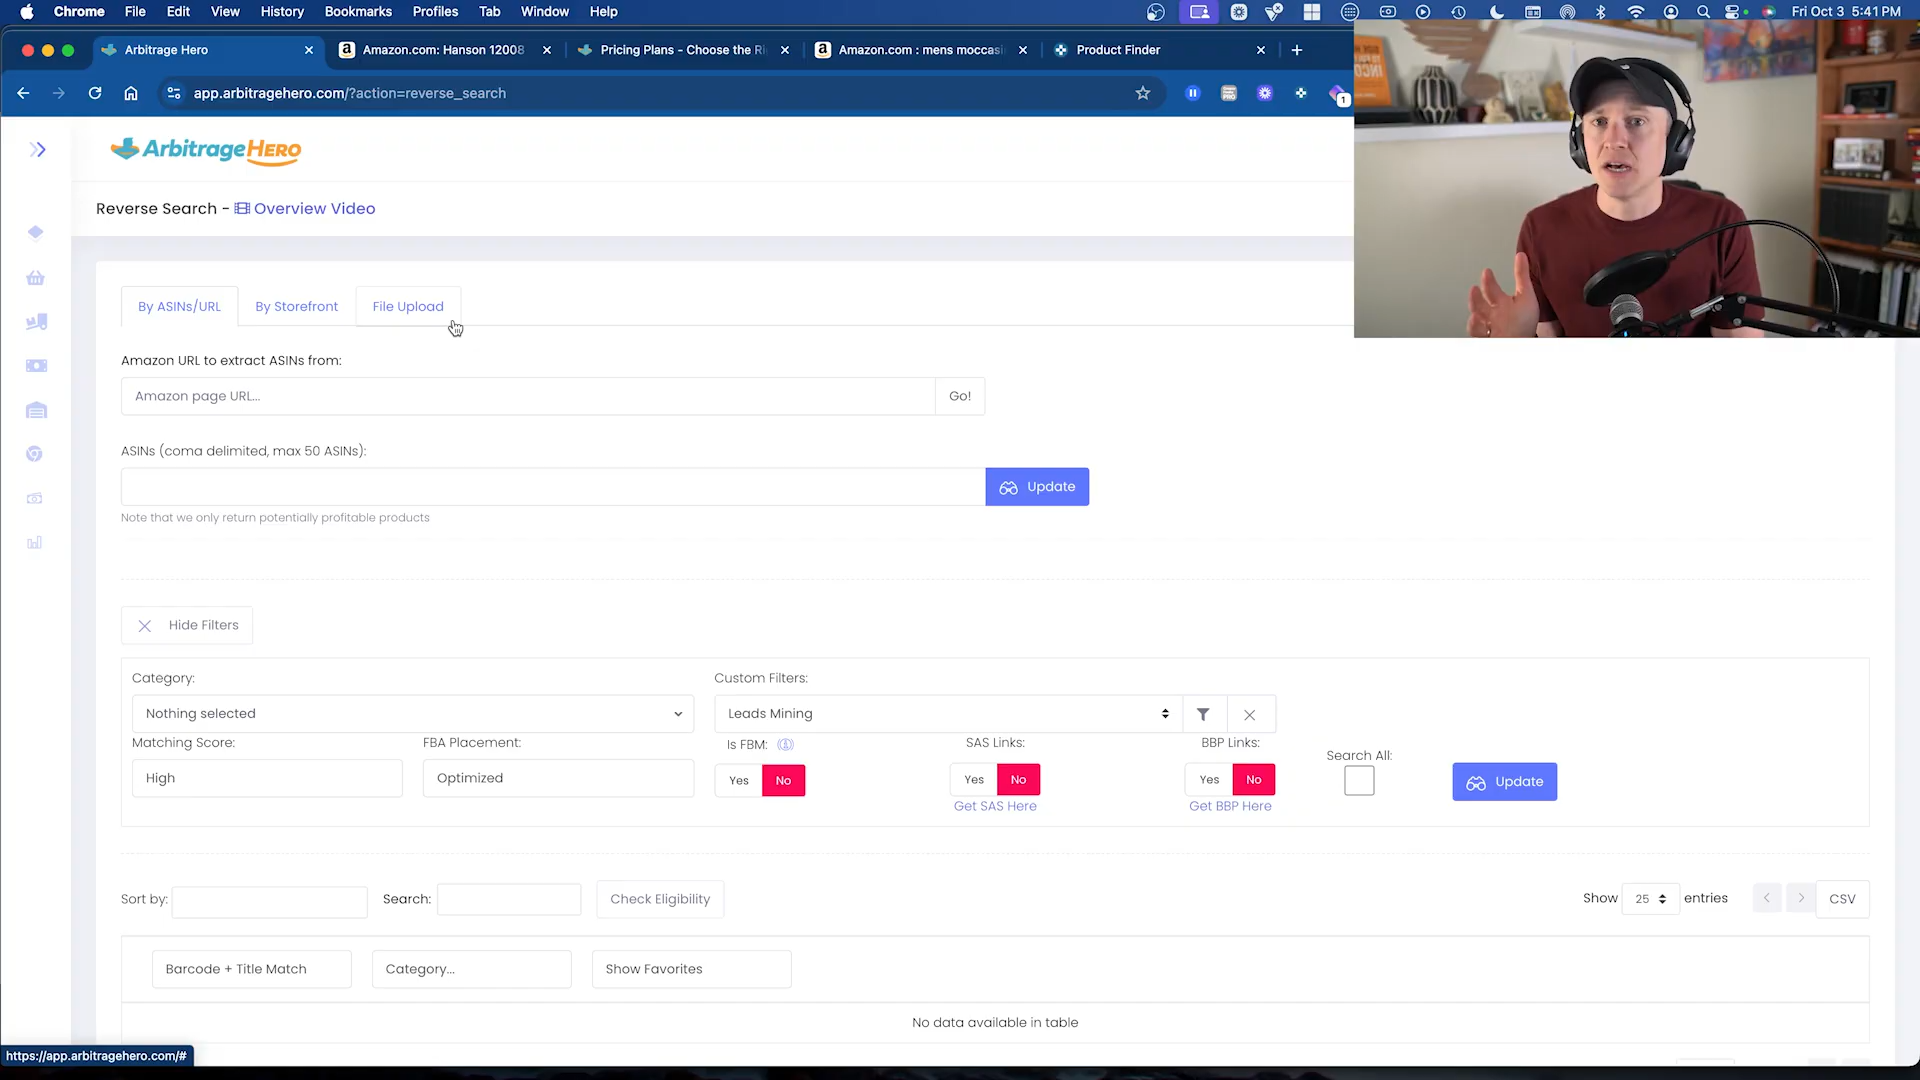 Chrome File Edit View History Bookmarks Profiles Tab Window Help Fri Oct 3 5:41 PM
Arbitrage Hero Amazon.com: Hanson 12008 Pricing Plans - Choose the Ri Amazon.com : mens moccasi Product Finder
app.arbitragehero.com/?action=reverse_search 1
ArbitrageHero
Reverse Search - Overview Video
By ASINs/URL By Storefront File Upload
Amazon URL to extract ASINs from:
Amazon page URL... Go!
ASINs (coma delimited, max 50 ASINs):
Update
Note that we only return potentially profitable products
Hide Filters
Category: Custom Filters:
Nothing selected Leads Mining
Matching Score: FBA Placement: Is FBM: SAS Links: BBP Links: Search All:
High Optimized Yes No Yes No Yes No Update
Get SAS Here Get BBP Here
Sort by: Search: Check Eligibility Show 25 entries CSV
Barcode + Title Match Category... Show Favorites
No data available in table
https://app.arbitragehero.com/#